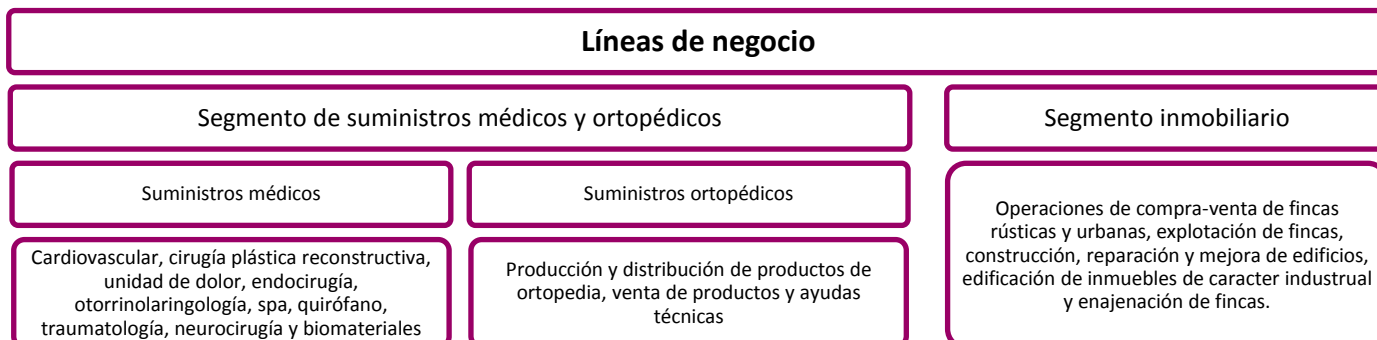 Líneas de negocio
Segmento de suministros médicos y ortopédicos
Segmento inmobiliario
Suministros médicos
Suministros ortopédicos
Cardiovascular, cirugía plástica reconstructiva,
unidad de dolor, endocirugía,
otorrinolaringología, spa, quirófano,
traumatología, neurocirugía y biomateriales
Producción y distribución de productos de
ortopedia, venta de productos y ayudas
técnicas
Operaciones de compra-venta de fincas
rústicas y urbanas, explotación de fincas,
construcción, reparación y mejora de edificios,
edificación de inmuebles de caracter industrual
y enajenación de fincas.